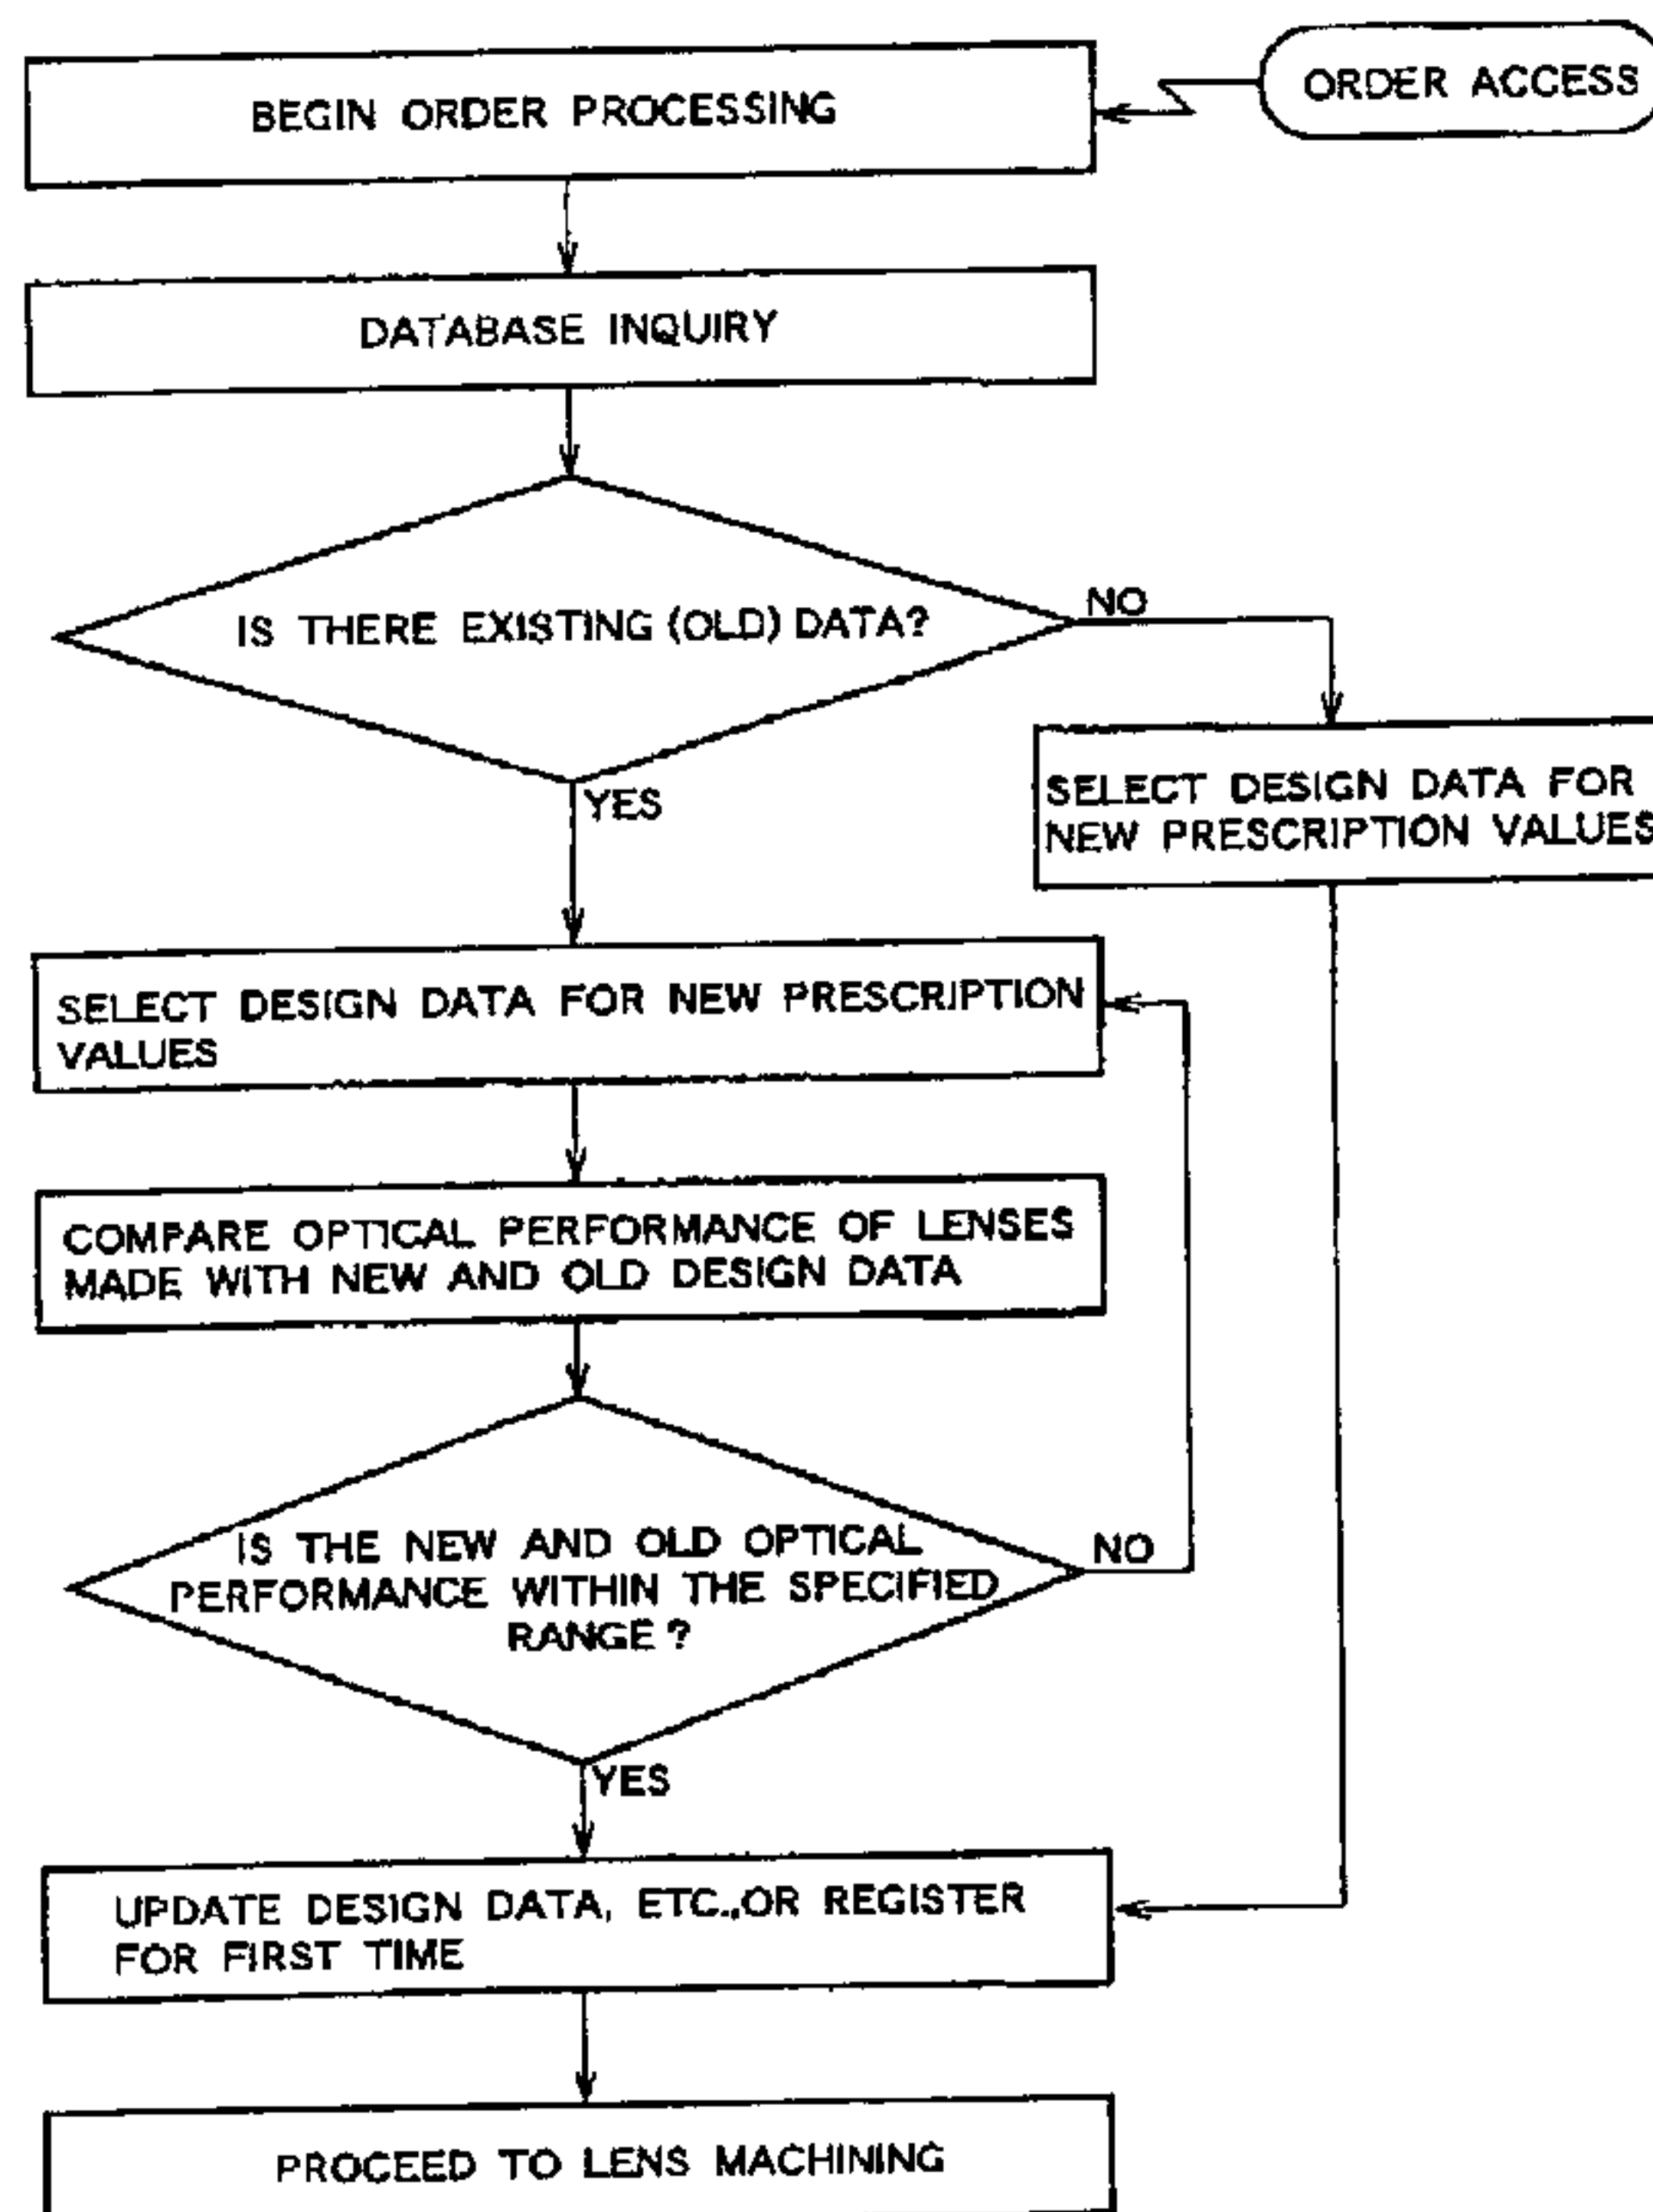 BEGIN ORDER PROCESSING
ORDER ACCESS
DATABASE INQUIRY
IS THERE EXISTING (OLD) DATA?
NO
YES
SELECT DESIGN DATA FOR
NEW PRESCRIPTION VALUES
SELECT DESIGN DATA FOR NEW PRESCRIPTION
VALUES
COMPARE OPTICAL PERFORMANCE OF LENSES
MADE WITH NEW AND OLD DESIGN DATA
IS THE NEW AND OLD OPTICAL
PERFORMANCE WITHIN THE SPECIFIED
RANGE?
NO
YES
UPDATE DESIGN DATA, ETC., OR REGISTER
FOR FIRST TIME
PROCEED TO LENS MACHINING